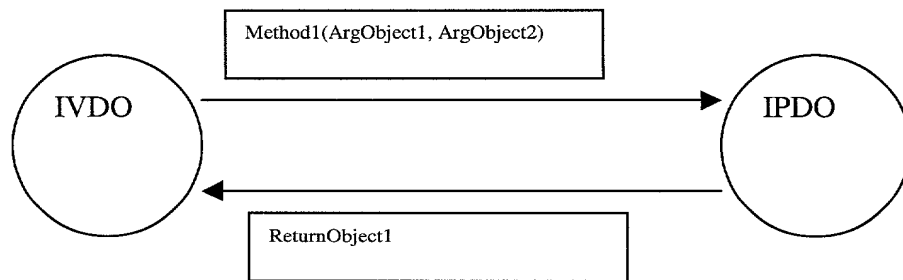 Method1(ArgObject1, ArgObject2)
IVDO
IPDO
ReturnObject1